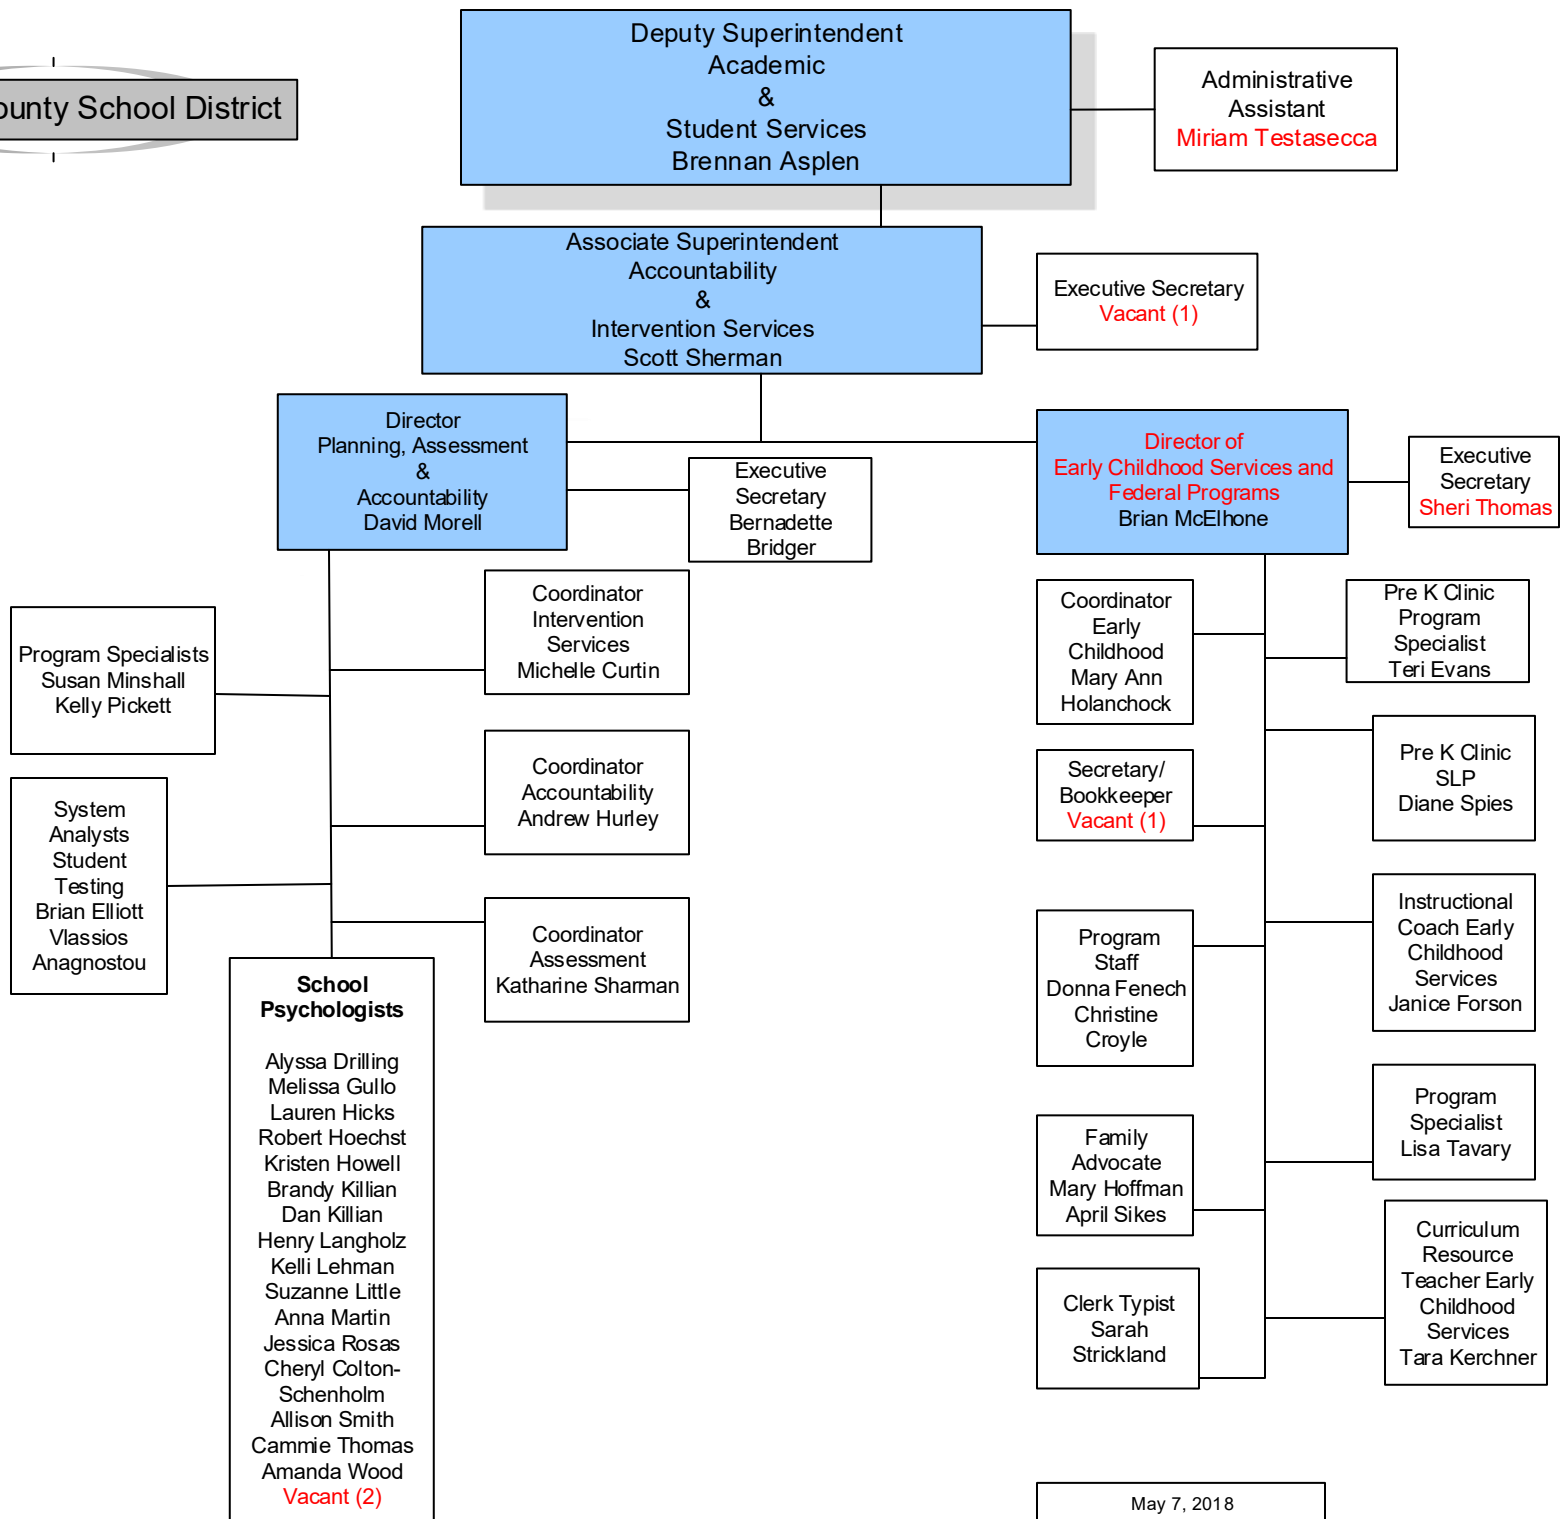 Deputy Superintendent
Academic
&
Student Services
Brennan Asplen
County School District
Administrative
Assistant
Miriam Testasecca
Associate Superintendent
Accountability
&
Intervention Services
Scott Sherman
Executive Secretary
Vacant (1)
Director
Planning, Assessment
&
Accountability
David Morell
Executive
Secretary
Bernadette
Bridger
Director of
Early Childhood Services and
Federal Programs
Brian McElhone
Executive
Secretary
Sheri Thomas
Program Specialists
Susan Minshall
Kelly Pickett
Coordinator
Intervention
Services
Michelle Curtin
System
Analysts
Student
Testing
Brian Elliott
Vlassios
Anagnostou
Coordinator
Accountability
Andrew Hurley
Coordinator
Assessment
Katharine Sharman
School
Psychologists
Alyssa Drilling
Melissa Gullo
Lauren Hicks
Robert Hoechst
Kristen Howell
Brandy Killian
Dan Killian
Henry Langholz
Kelli Lehman
Suzanne Little
Anna Martin
Jessica Rosas
Cheryl Colton-
Schenholm
Allison Smith
Cammie Thomas
Amanda Wood
Vacant (2)
Coordinator
Early
Childhood
Mary Ann
Holanchock
Pre K Clinic
Program
Specialist
Teri Evans
Secretary/
Bookkeeper
Vacant (1)
Pre K Clinic
SLP
Diane Spies
Program
Staff
Donna Fenech
Christine
Croyle
Instructional
Coach Early
Childhood
Services
Janice Forson
Family
Advocate
Mary Hoffman
April Sikes
Program
Specialist
Lisa Tavary
Clerk Typist
Sarah
Strickland
Curriculum
Resource
Teacher Early
Childhood
Services
Tara Kerchner
May 7, 2018